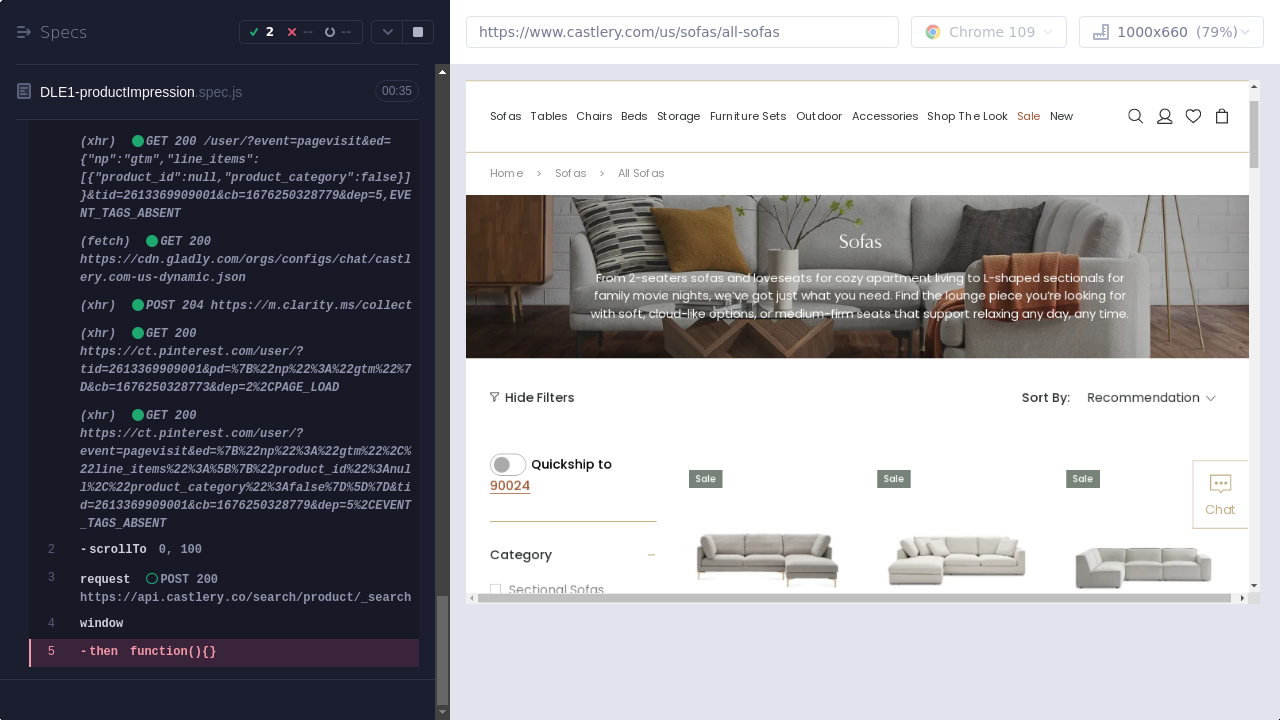 Specs
2
--
--
https://www.castlery.com/us/sofas/all-sofas
Chrome 109
1000x660 (79%)
DLE1-productImpression.spec.js
00:35
(xhr) GET 200 /user/?event=pagevisit&ed=
{"np":"gtm","line_items":
[{"product_id":null,"product_category":false}]
}&tid=2613369909001&cb=1676250328779&dep=5,EVE
NT_TAGS_ABSENT
(fetch) GET 200
https://cdn.gladly.com/orgs/configs/chat/castl
ery.com-us-dynamic.json
(xhr) POST 204 https://m.clarity.ms/collect
(xhr) GET 200
https://ct.pinterest.com/user/?
tid=2613369909001&pd=%7B%22np%22%3A%22gtm%22%7
D&cb=1676250328773&dep=2%2CPAGE_LOAD
(xhr) GET 200
https://ct.pinterest.com/user/?
event=pagevisit&ed=%7B%22np%22%3A%22gtm%22%2C%
22line_items%22%3A%5B%7B%22product_id%22%3Anul
l%2C%22product_category%22%3Afalse%7D%5D%7D&ti
d=2613369909001&cb=1676250328779&dep=5%2CEVENT
_TAGS_ABSENT
2 -scrollTo 0, 100
3 request POST 200
https://api.castlery.co/search/product/_search
4 window
5 -then function(){}
Sofas Tables Chairs Beds Storage Furniture Sets Outdoor Accessories Shop The Look Sale New
Home > Sofas > All Sofas
Sofas
From 2-seaters sofas and loveseats for cozy apartment living to L-shaped sectionals for
family movie nights, we've got just what you need. Find the lounge piece you're looking for
with soft, cloud-like options, or medium-firm seats that support relaxing any day, any time.
Hide Filters
Sort By: Recommendation
Quickship to
90024
Sale
Sale
Sale
Chat
Category
Sectional Sofas